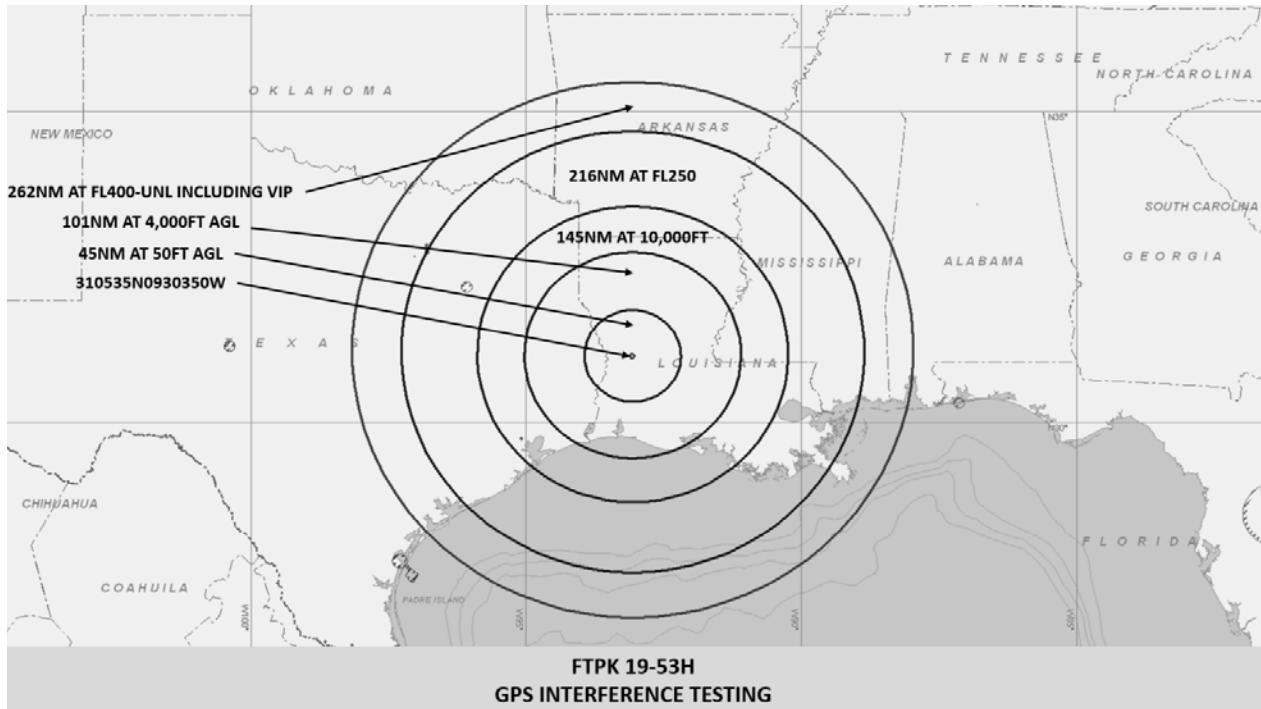 TENNESSEE
NORTH CAROLINA
OKLAHOMA
N35°
ARKANSAS
NEW MEXICO
216NM AT FL250
262NM AT FL400-UNL INCLUDING VIP
SOUTH CAROLINA
101NM AT 4,000FT AGL
145NM AT 10,000FT
45NM AT 50FT AGL
MISSISSIPPI
ALABAMA
GEORGIA
310535N0930350W
TEXAS
LOUISIANA
N30°
CHIHUAHUA
FLORIDA
COAHUILA
PADRE ISLAND
W100°
W95°
W90°
FTPK 19-53H
GPS INTERFERENCE TESTING